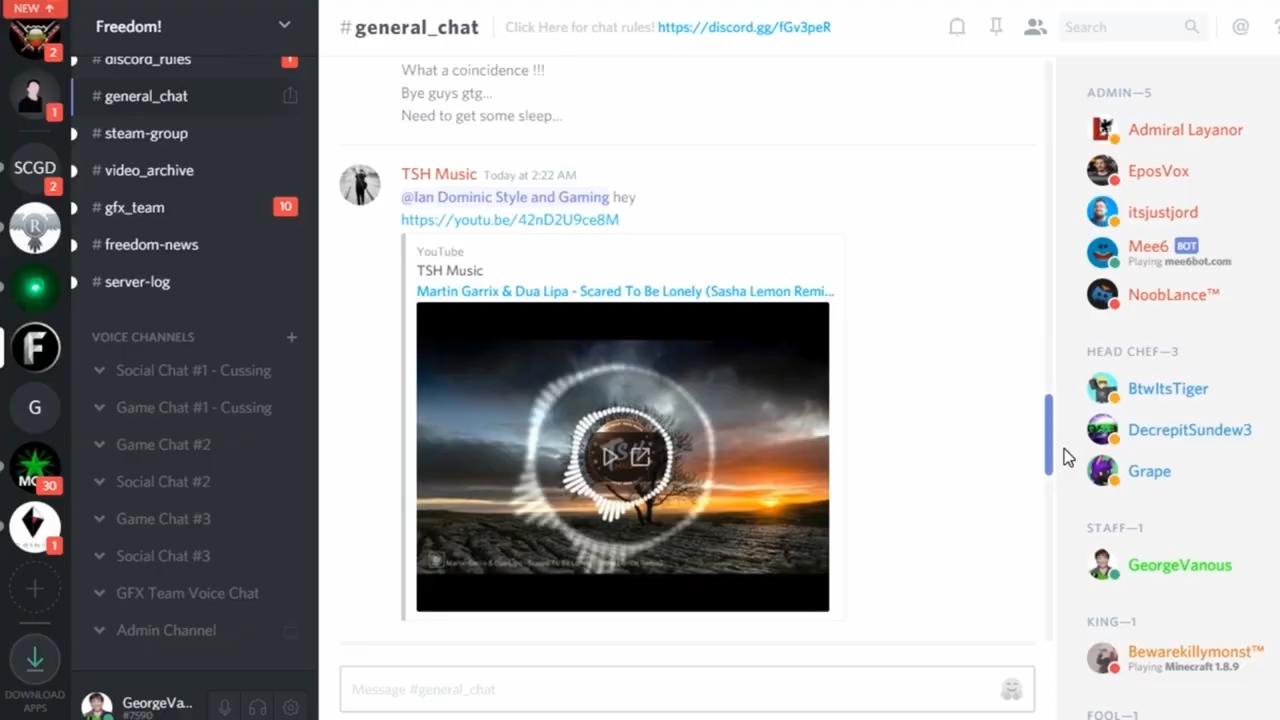 NEW ↑
2
1
SCGD
2
R
F
G
MC
30
1
+
DOWNLOAD
APPS
Freedom!
# discord_rules
1
# general_chat
# steam-group
# video_archive
# gfx_team
10
# freedom-news
# server-log
VOICE CHANNELS +
Social Chat #1 - Cussing
Game Chat #1 - Cussing
Game Chat #2
Social Chat #2
Game Chat #3
Social Chat #3
GFX Team Voice Chat
Admin Channel
GeorgeVa...
#7590
# general_chat
Click Here for chat rules! https://discord.gg/fGv3peR
Search
@
?
What a coincidence !!!
Bye guys gtg...
Need to get some sleep...
TSH Music Today at 2:22 AM
@Ian Dominic Style and Gaming hey
https://youtu.be/42nD2U9ce8M
YouTube
TSH Music
Martin Garrix & Dua Lipa - Scared To Be Lonely (Sasha Lemon Remi...
Message #general_chat
ADMIN—5
Admiral Layanor
EposVox
itsjustjord
Mee6 BOT
Playing mee6bot.com
NoobLance™
HEAD CHEF—3
BtwItsTiger
DecrepitSundew3
Grape
STAFF—1
GeorgeVanous
KING—1
Bewarekillymonst™
Playing Minecraft 1.8.9
FOOL—1